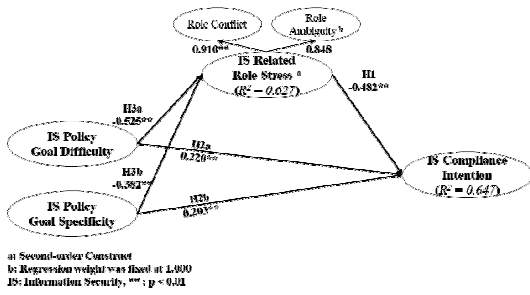 Role Conflict
Role
Ambiguity b
0.910**
0.848
IS Related
Role Stress a
(R² = 0.627)
H1
-0.482**
H3a
-0.525**
IS Policy
Goal Difficulty
H2a
0.220**
H3b
-0.382**
IS Compliance
Intention
(R² = 0.647)
IS Policy
Goal Specificity
H2b
0.203**
a: Second-order Construct
b: Regression weight was fixed at 1.000
IS: Information Security, ** : p < 0.01